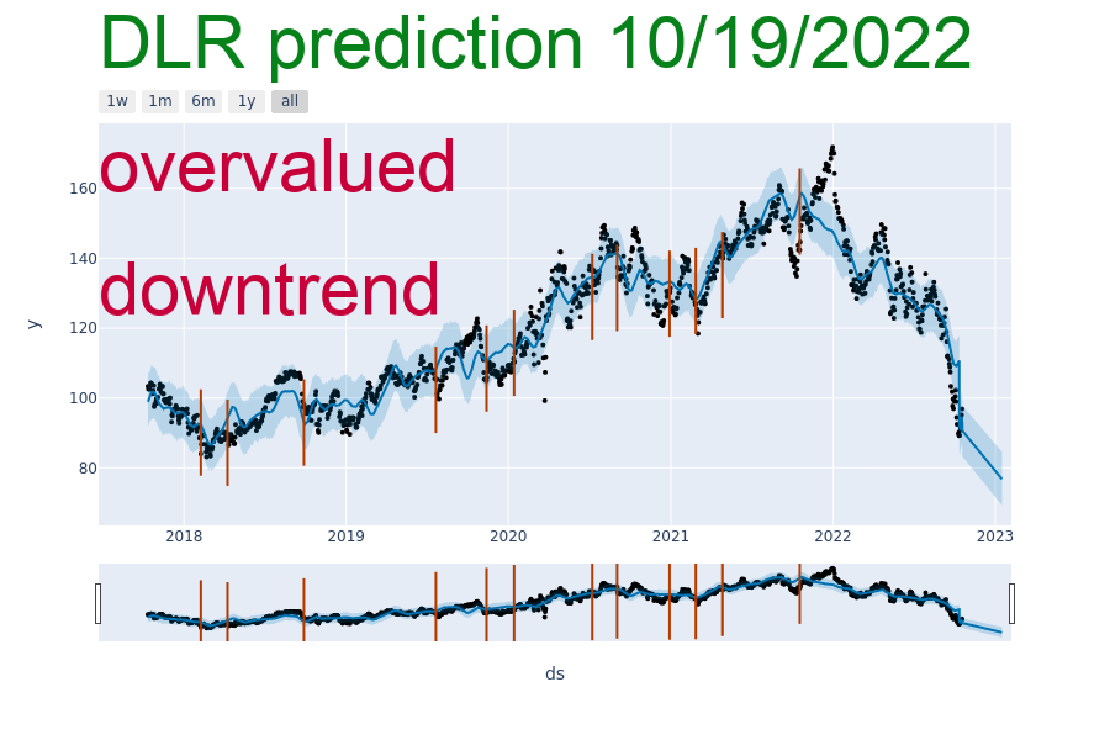 DLR prediction 10/19/2022
1w 1m 6m 1y all
overvalued
160
140
downtrend
120
y
100
80
2018 2019 2020 2021 2022 2023
ds